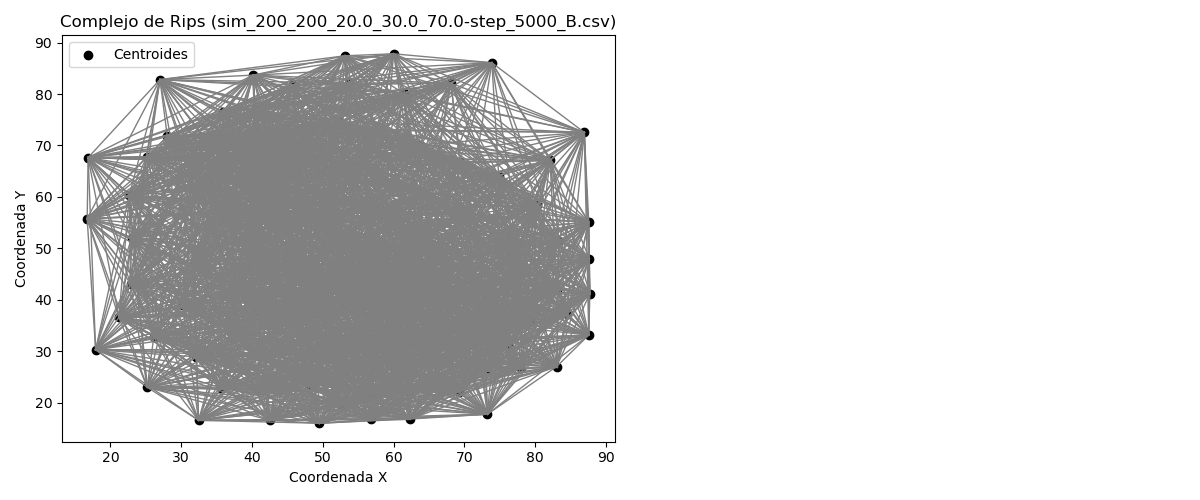 Complejo de Rips (sim_200_200_20.0_30.0_70.0-step_5000_B.csv)
Centroides
90
80
70
60
50
40
30
20
Coordenada Y
20 30 40 50 60 70 80 90
Coordenada X